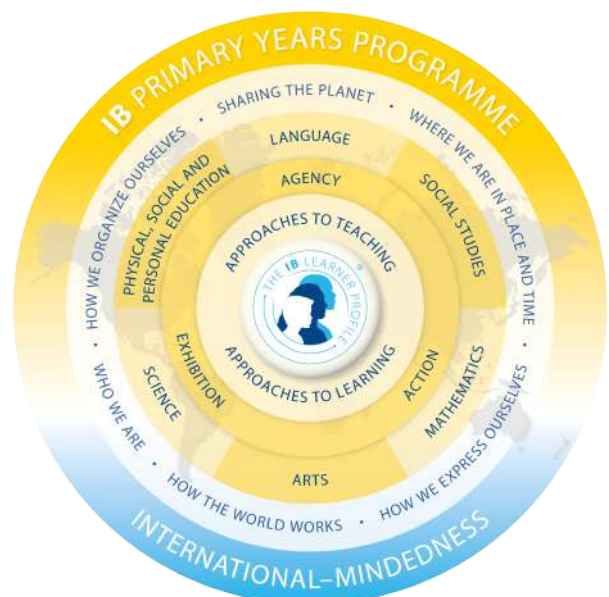 IB PRIMARY YEARS PROGRAMME
SHARING THE PLANET
WHERE WE ARE IN PLACE AND TIME
HOW WE EXPRESS OURSELVES
HOW THE WORLD WORKS
WHO WE ARE
HOW WE ORGANIZE OURSELVES
LANGUAGE
SOCIAL STUDIES
MATHEMATICS
ARTS
SCIENCE
PHYSICAL, SOCIAL AND
PERSONAL EDUCATION
AGENCY
ACTION
EXHIBITION
APPROACHES TO TEACHING
APPROACHES TO LEARNING
THE IB LEARNER PROFILE ®
INTERNATIONAL–MINDEDNESS